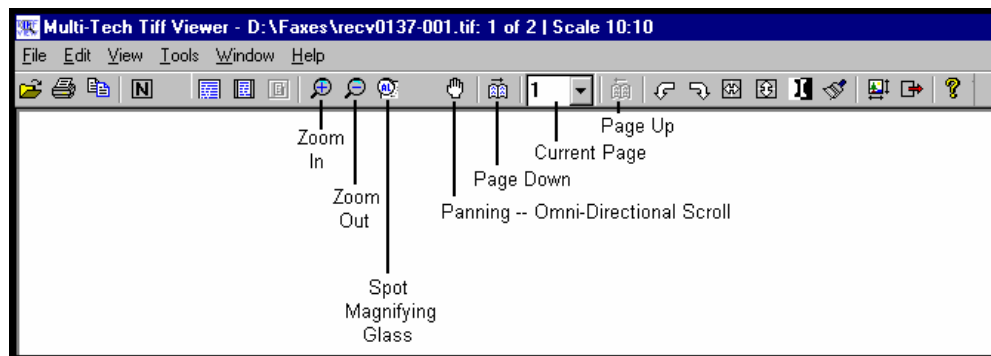 Multi-Tech Tiff Viewer - D:\Faxes\recv0137-001.tif: 1 of 2 | Scale 10:10
File Edit View Tools Window Help
N AL 1 ?
Zoom
In
Page Up
Current Page
Page Down
Zoom
Out
Panning -- Omni-Directional Scroll
Spot
Magnifying
Glass